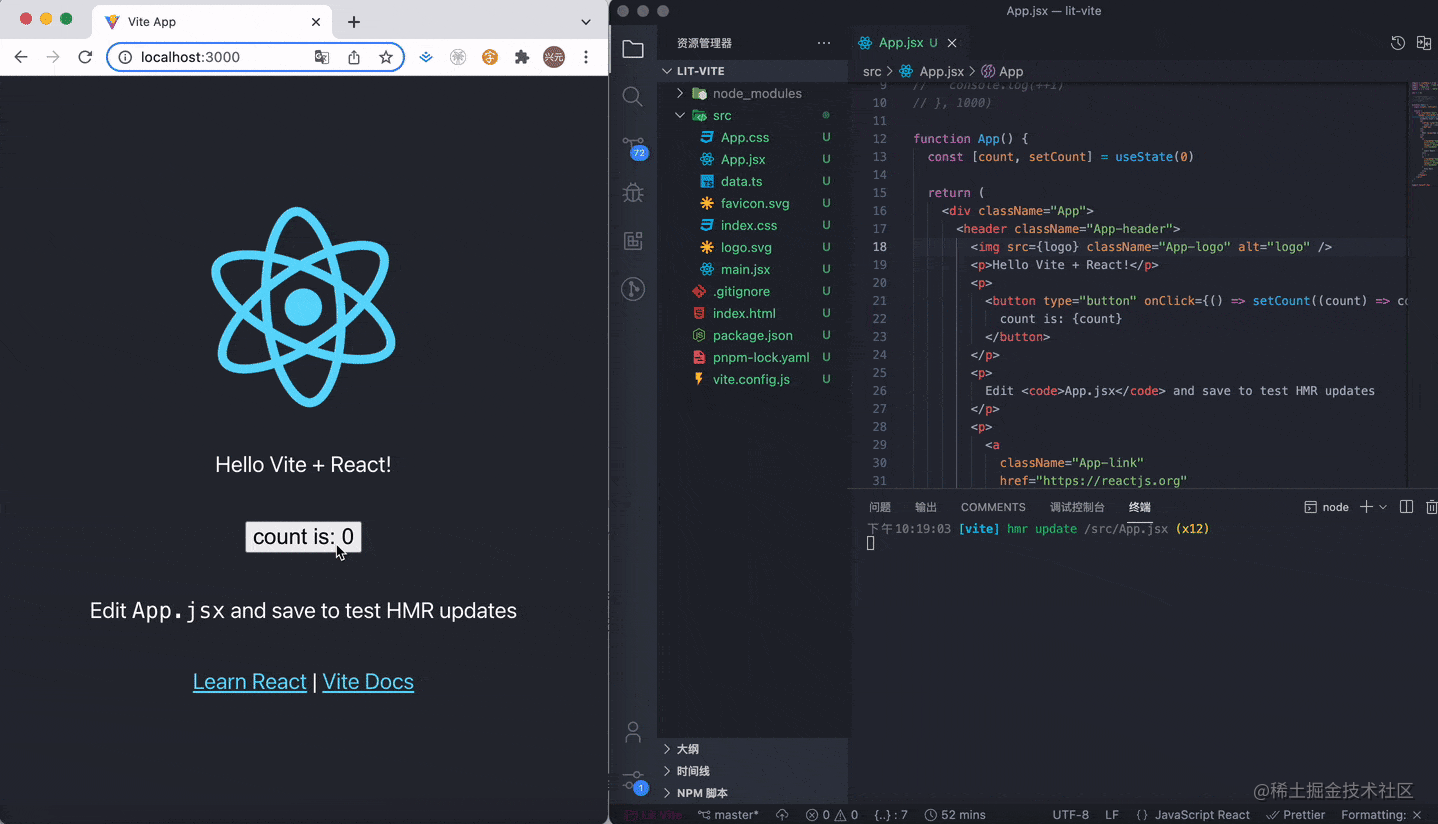 Vite App
localhost:3000
字
兴元
Hello Vite + React!
count is: 0
Edit App.jsx and save to test HMR updates
Learn React | Vite Docs
App.jsx — lit-vite
资源管理器
LIT-VITE
node_modules
src
App.css U
App.jsx U
data.ts U
favicon.svg U
index.css U
logo.svg U
main.jsx U
.gitignore U
index.html U
package.json U
pnpm-lock.yaml U
vite.config.js U
72
1
大纲
时间线
NPM 脚本
App.jsx U
src > App.jsx > App
9 // console.log(++i)
10 // }, 1000)
11
12 function App() {
13 const [count, setCount] = useState(0)
14
15 return (
16 <div className="App">
17 <header className="App-header">
18 <img src={logo} className="App-logo" alt="logo" />
19 <p>Hello Vite + React!</p>
20 <p>
21 <button type="button" onClick={() => setCount((count) => co
22 count is: {count}
23 </button>
24 </p>
25 <p>
26 Edit <code>App.jsx</code> and save to test HMR updates
27 </p>
28 <p>
29 <a
30 className="App-link"
31 href="https://reactjs.org"
问题 输出 COMMENTS 调试控制台 终端 node
下午10:19:03 [vite] hmr update /src/App.jsx (x12)
@稀土掘金技术社区
Lit Vite master* 0 0 {..} : 7 52 mins UTF-8 LF {} JavaScript React Prettier Formatting: ×